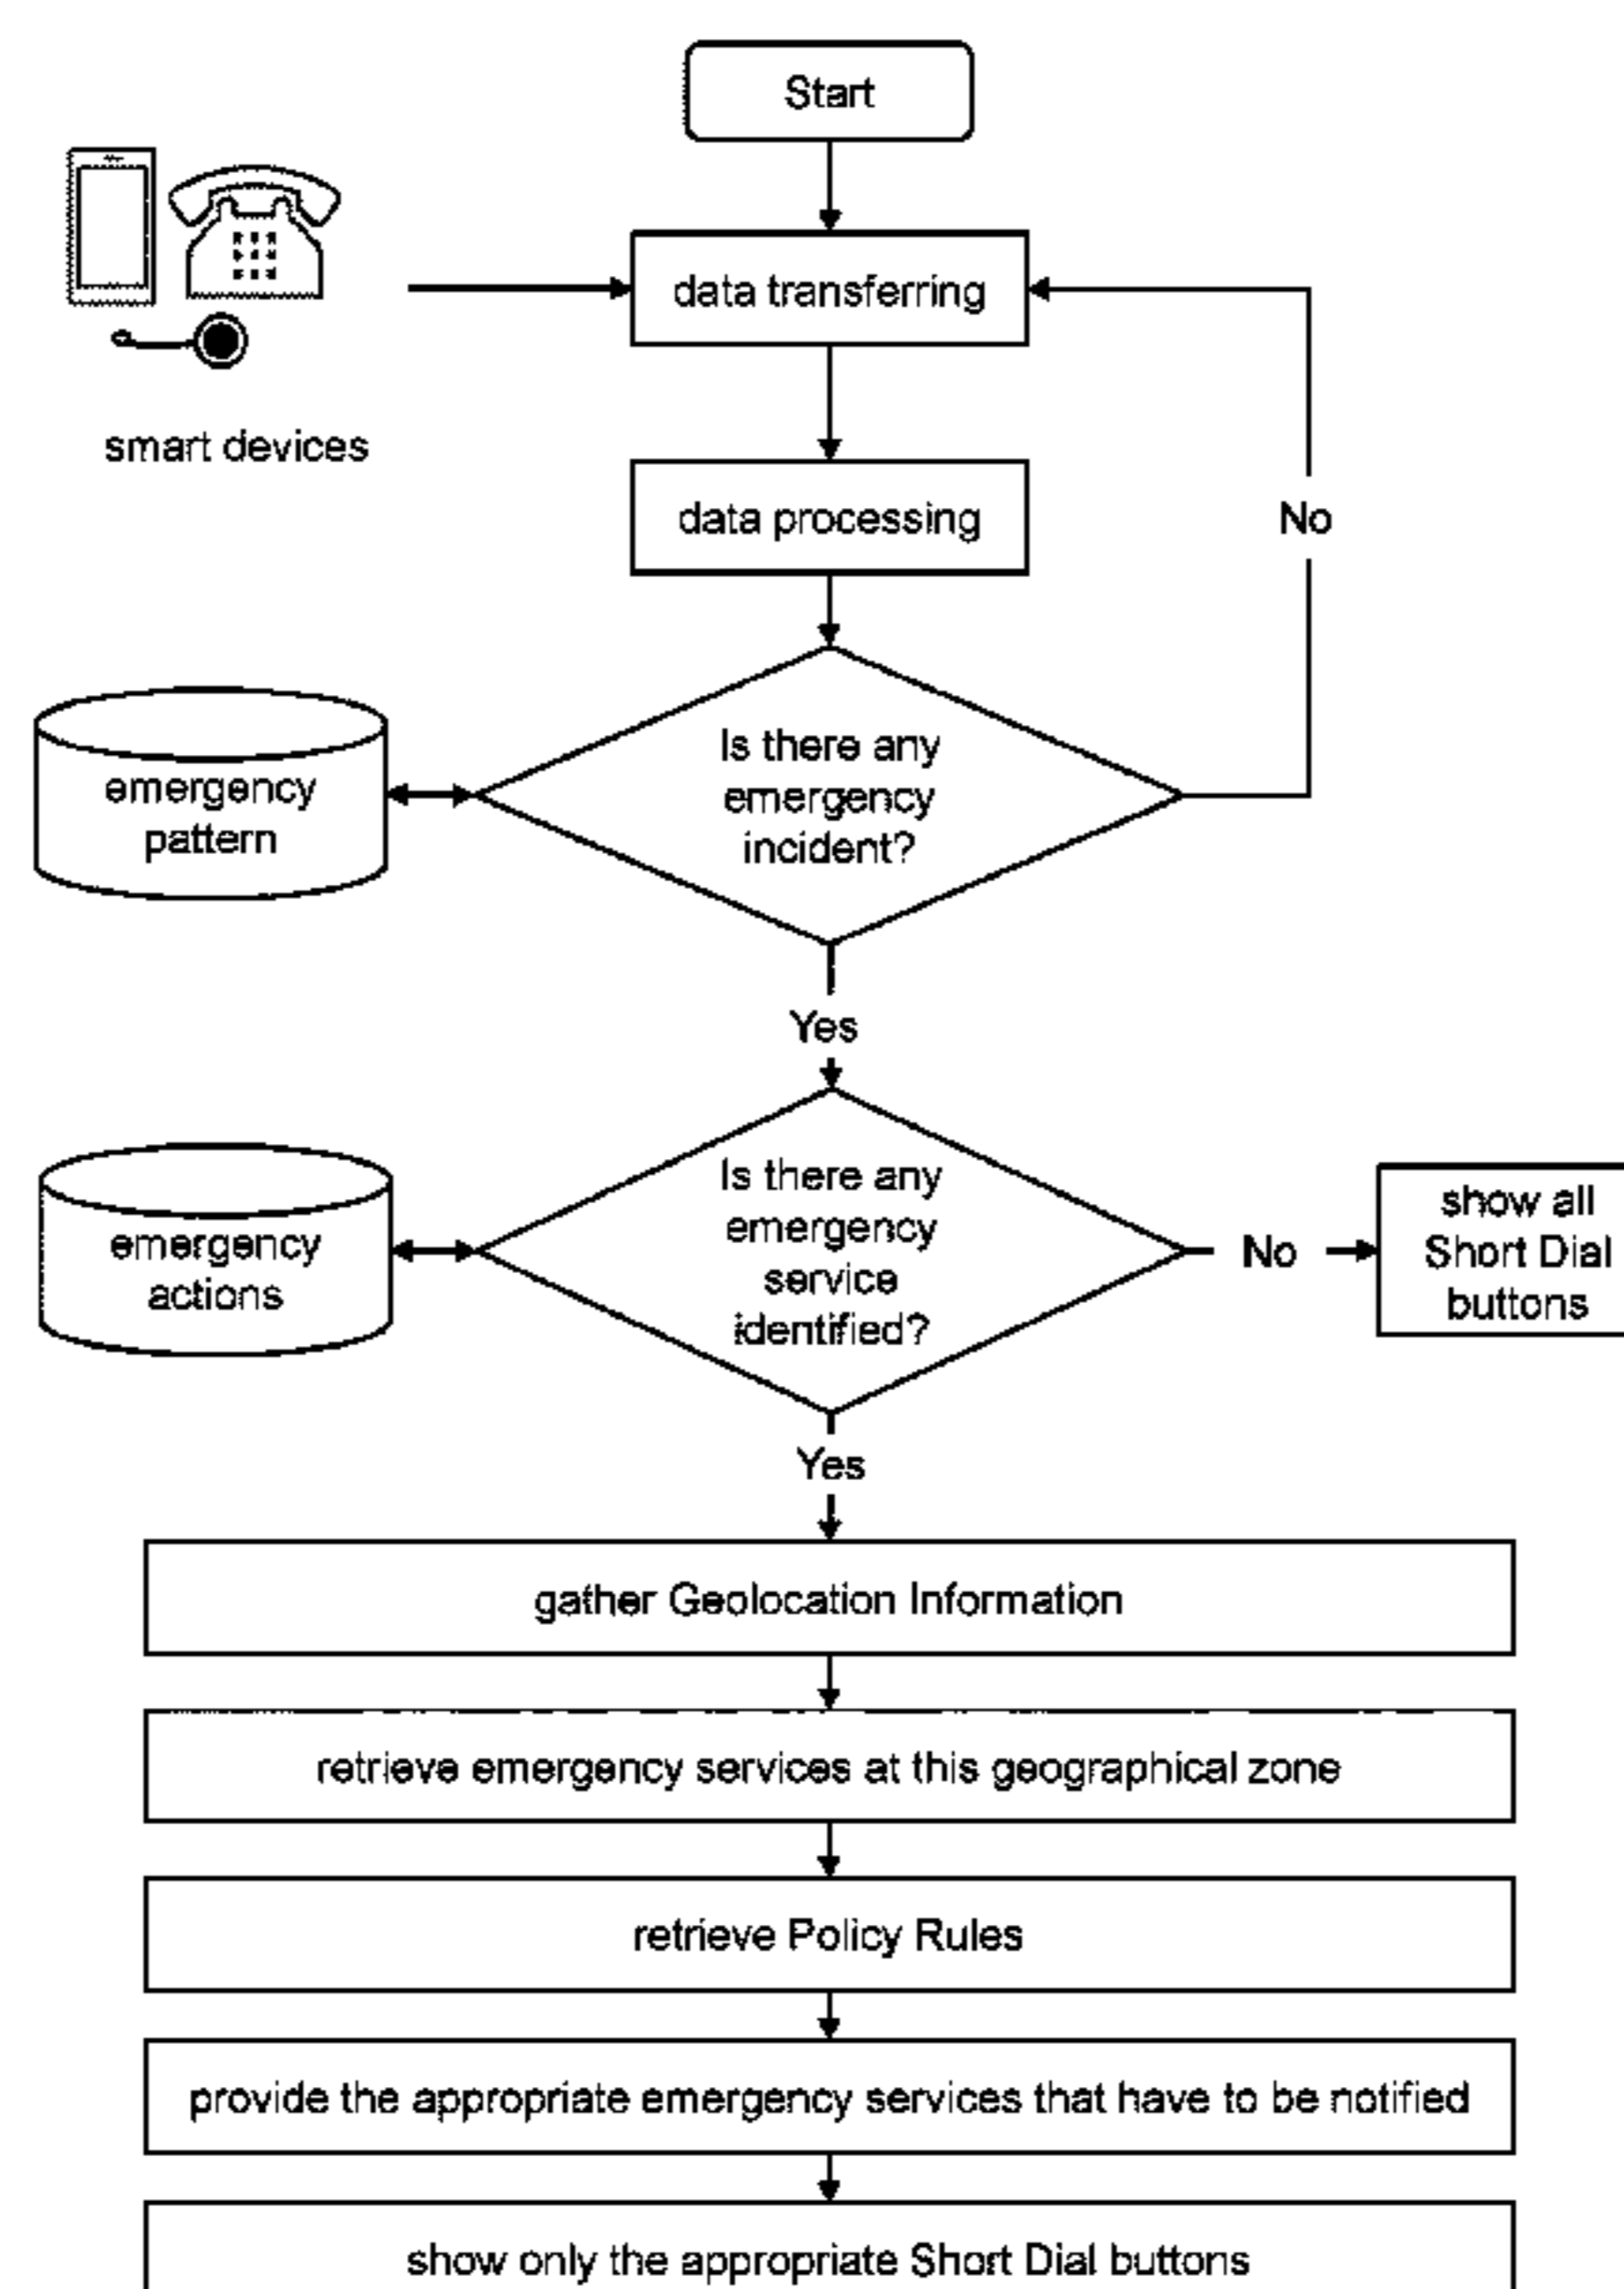 Start
data transferring
smart devices
data processing
No
Is there any
emergency
incident?
emergency
pattern
Yes
Is there any
emergency
service
identified?
emergency
actions
No
show all
Short Dial
buttons
Yes
gather Geolocation Information
retrieve emergency services at this geographical zone
retrieve Policy Rules
provide the appropriate emergency services that have to be notified
show only the appropriate Short Dial buttons